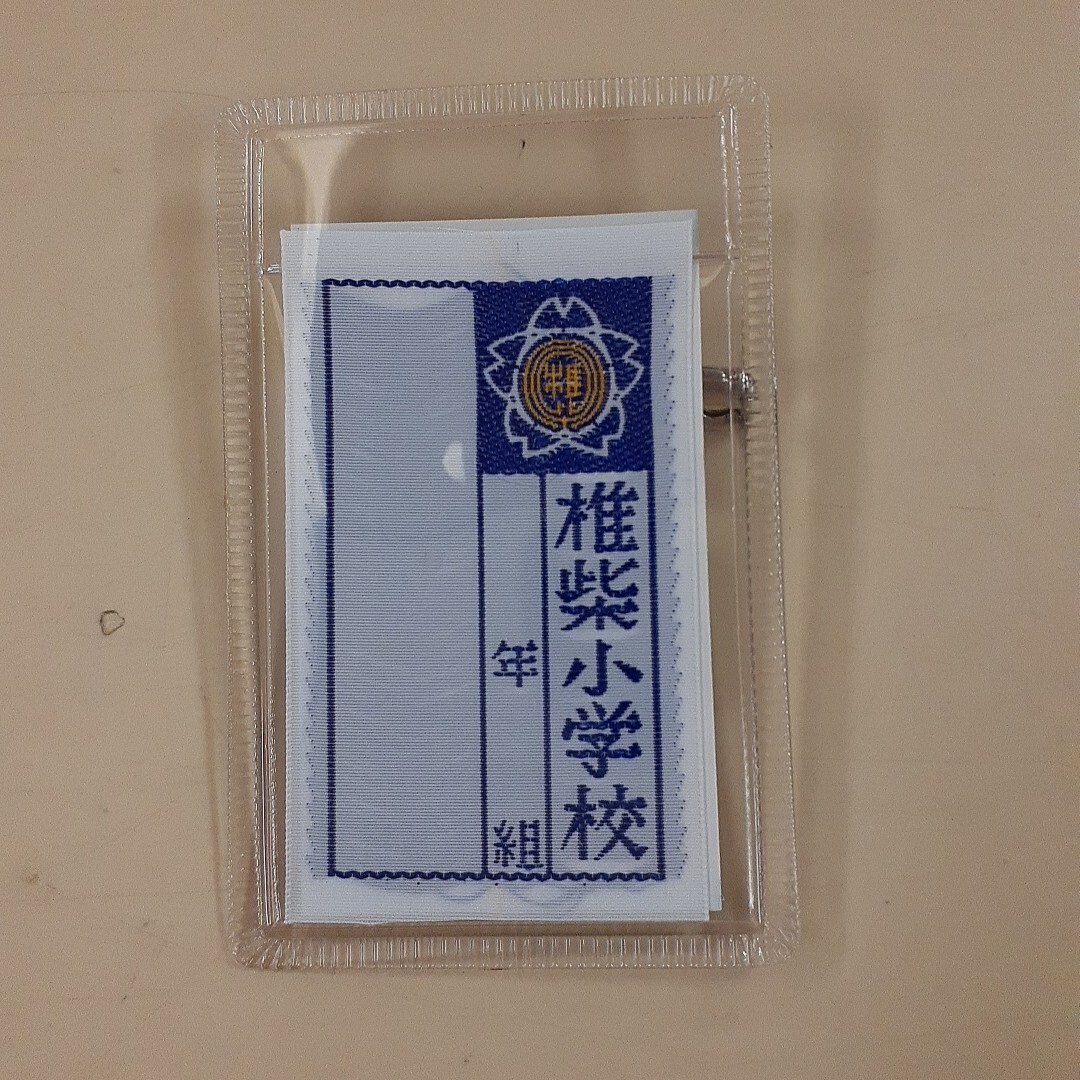 椎柴小学校
年 組